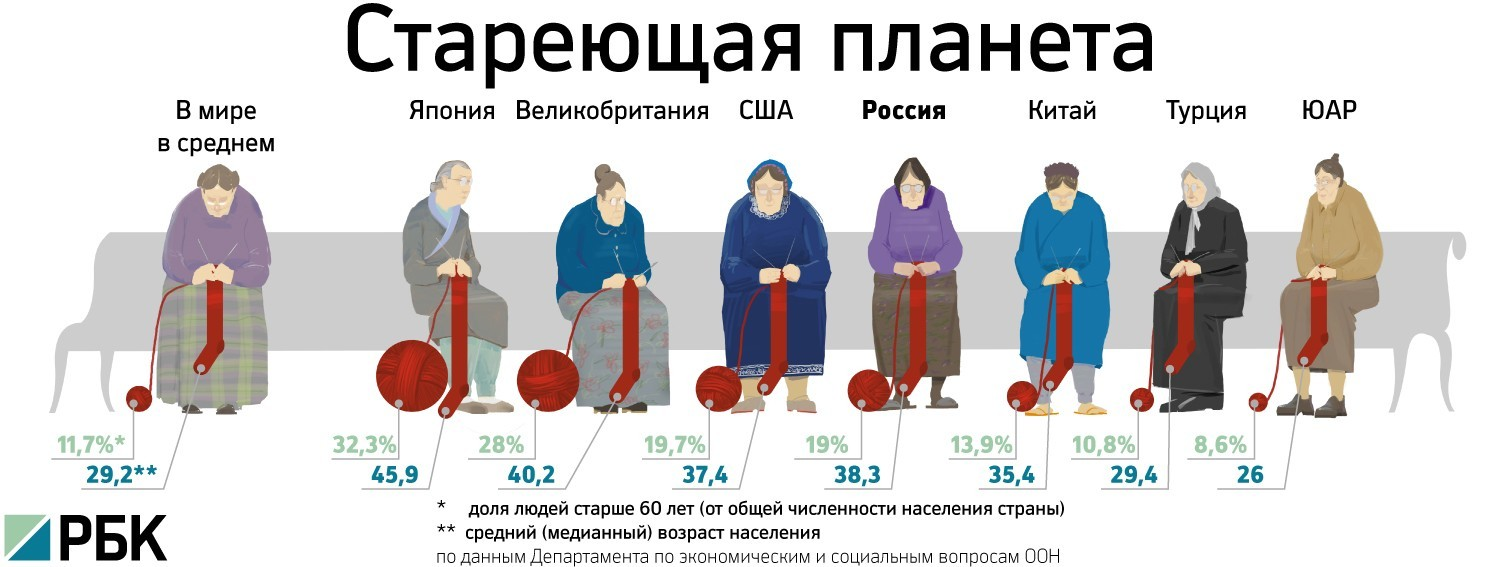 Стареющая планета
В мире
в среднем
Япония
Великобритания
США
Россия
Китай
Турция
ЮАР
11,7%*
29,2**
32,3%
45,9
28%
40,2
19,7%
37,4
19%
38,3
13,9%
35,4
10,8%
29,4
8,6%
26
* доля людей старше 60 лет (от общей численности населения страны)
** средний (медианный) возраст населения
по данным Департамента по экономическим и социальным вопросам ООН
РБК